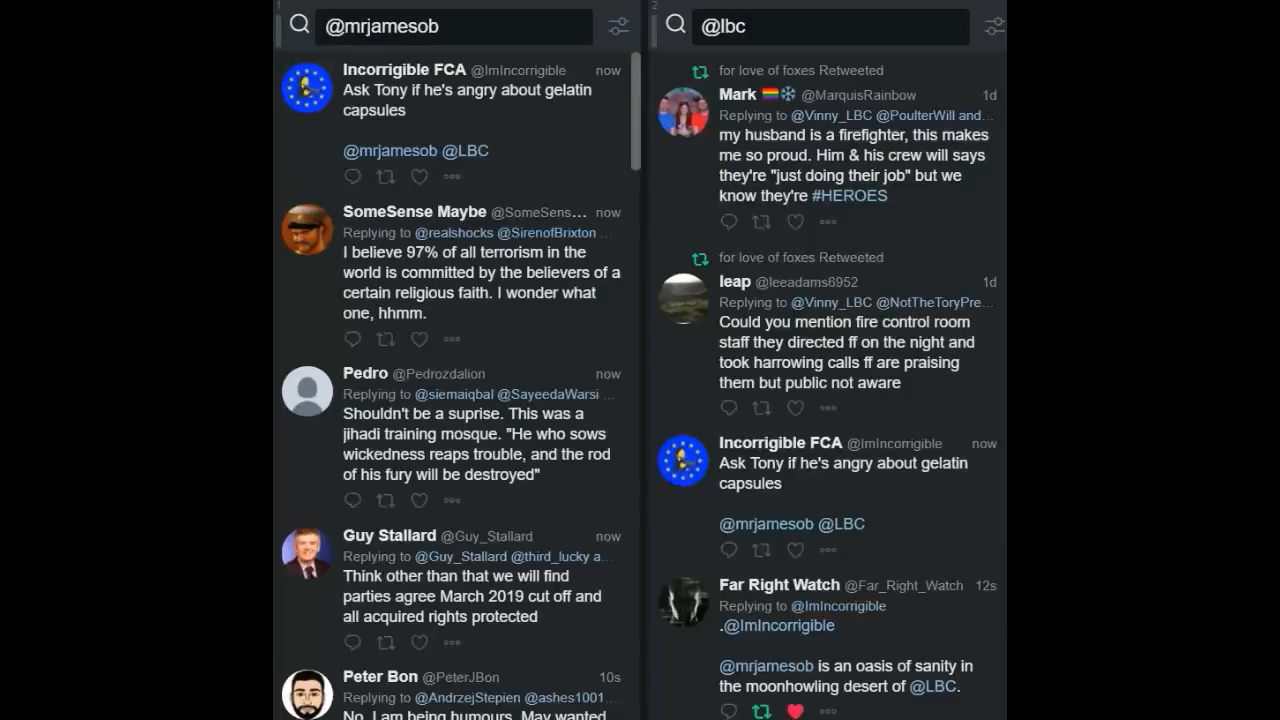 1
@mrjamesob
Incorrigible FCA @ImIncorrigible now
Ask Tony if he's angry about gelatin
capsules
@mrjamesob @LBC
SomeSense Maybe @SomeSens... now
Replying to @realshocks @SirenofBrixton ...
I believe 97% of all terrorism in the
world is committed by the believers of a
certain religious faith. I wonder what
one, hhmm.
Pedro @Pedrozdalion now
Replying to @siemaiqbal @SayeedaWarsi ...
Shouldn't be a suprise. This was a
jihadi training mosque. "He who sows
wickedness reaps trouble, and the rod
of his fury will be destroyed"
Guy Stallard @Guy_Stallard now
Replying to @Guy_Stallard @third_lucky a...
Think other than that we will find
parties agree March 2019 cut off and
all acquired rights protected
Peter Bon @PeterJBon 10s
Replying to @AndrzejStepien @ashes1001...
No, I am being humours. May wanted
2
@lbc
for love of foxes Retweeted
Mark 🏳️‍🌈❄️ @MarquisRainbow 1d
Replying to @Vinny_LBC @PoulterWill and...
my husband is a firefighter, this makes
me so proud. Him & his crew will says
they're "just doing their job" but we
know they're #HEROES
for love of foxes Retweeted
leap @leeadams6952 1d
Replying to @Vinny_LBC @NotTheToryPre...
Could you mention fire control room
staff they directed ff on the night and
took harrowing calls ff are praising
them but public not aware
Incorrigible FCA @ImIncorrigible now
Ask Tony if he's angry about gelatin
capsules
@mrjamesob @LBC
Far Right Watch @Far_Right_Watch 12s
Replying to @ImIncorrigible
.@ImIncorrigible
@mrjamesob is an oasis of sanity in
the moonhowling desert of @LBC.